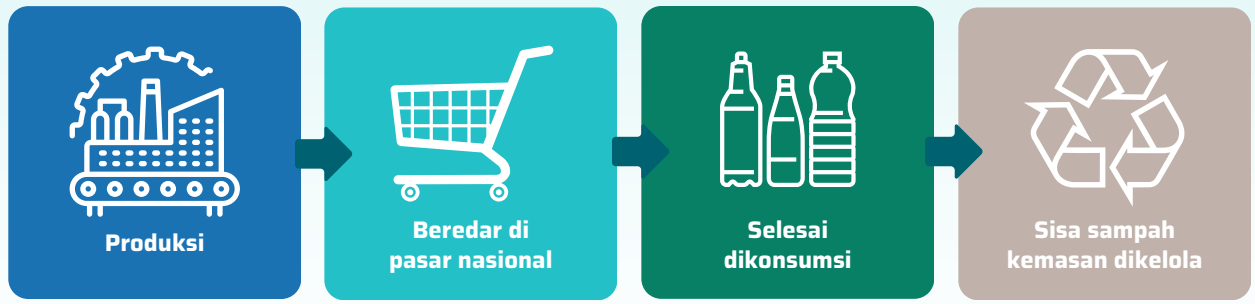 Produksi
Beredar di
pasar nasional
Selesai
dikonsumsi
Sisa sampah
kemasan dikelola